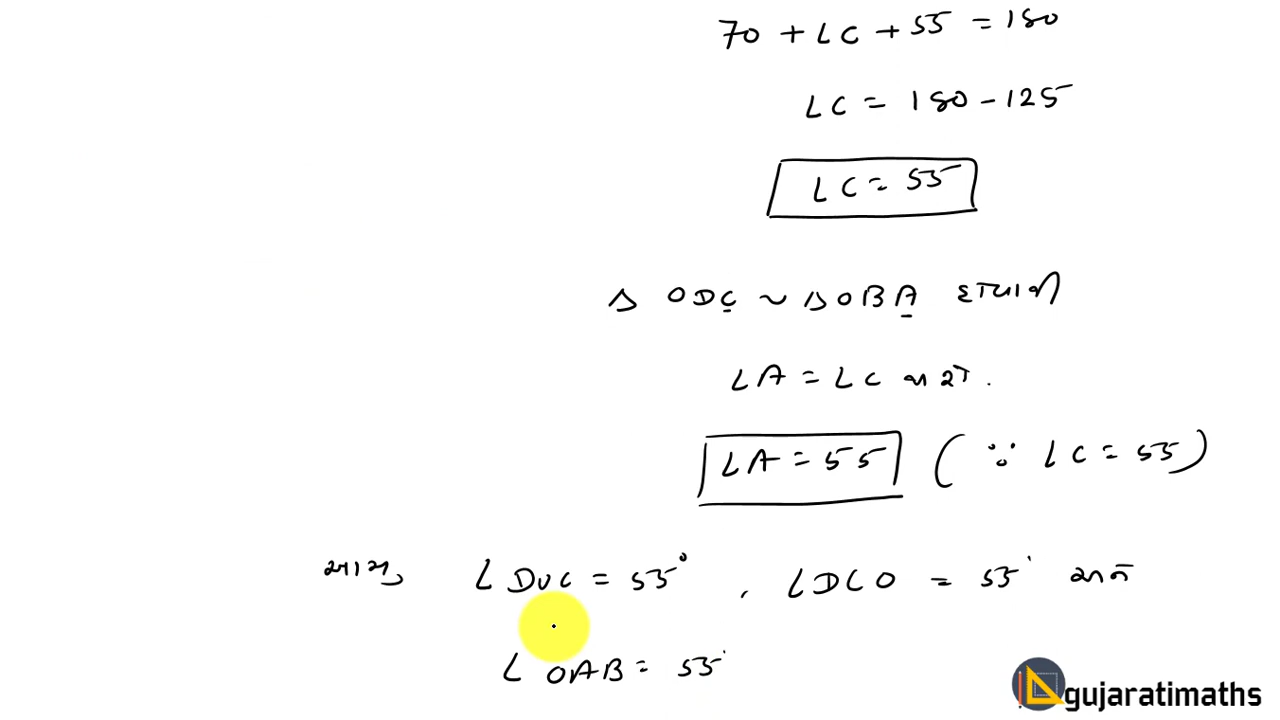 70 + ∠C + 55 = 180
∠C = 180 - 125
∠C = 55
Δ ODC ~ Δ OBA હોવાથી
∠A = ∠C થશે.
∠A = 55 (∵ ∠C = 55)
આમ, ∠DOC = 55°, ∠DCO = 55° અને
∠OAB = 55°
gujaratimaths